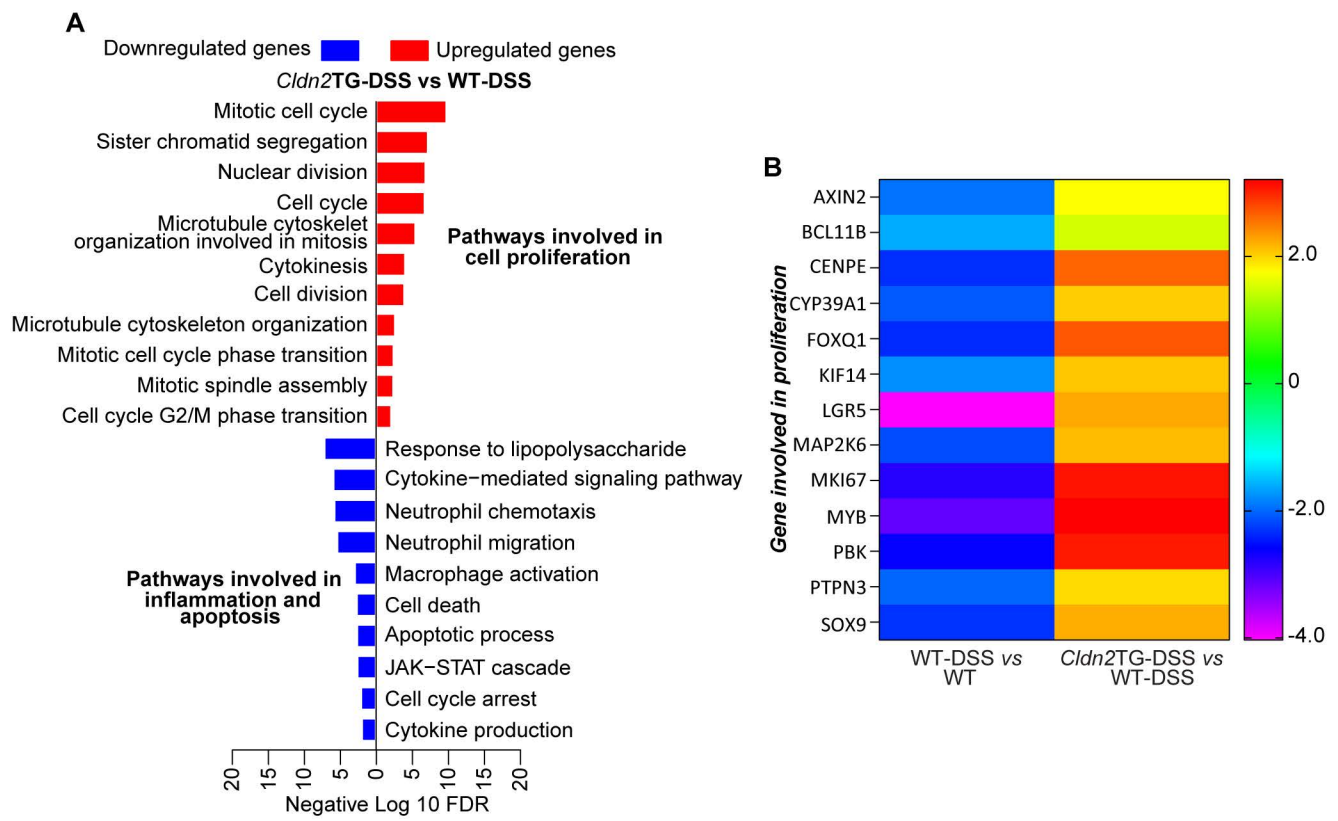 A
Downregulated genes
Upregulated genes
Cldn2TG-DSS vs WT-DSS
Mitotic cell cycle
Sister chromatid segregation
Nuclear division
Cell cycle
Microtubule cytoskelet
organization involved in mitosis
Cytokinesis
Cell division
Microtubule cytoskeleton organization
Mitotic cell cycle phase transition
Mitotic spindle assembly
Cell cycle G2/M phase transition
Pathways involved in
cell proliferation
Response to lipopolysaccharide
Cytokine−mediated signaling pathway
Neutrophil chemotaxis
Neutrophil migration
Macrophage activation
Cell death
Apoptotic process
JAK−STAT cascade
Cell cycle arrest
Cytokine production
Pathways involved in
inflammation and
apoptosis
20 15 10 5 0 5 10 15 20
Negative Log 10 FDR
B
Gene involved in proliferation
AXIN2
BCL11B
CENPE
CYP39A1
FOXQ1
KIF14
LGR5
MAP2K6
MKI67
MYB
PBK
PTPN3
SOX9
WT-DSS vs
WT
Cldn2TG-DSS vs
WT-DSS
2.0
0
-2.0
-4.0